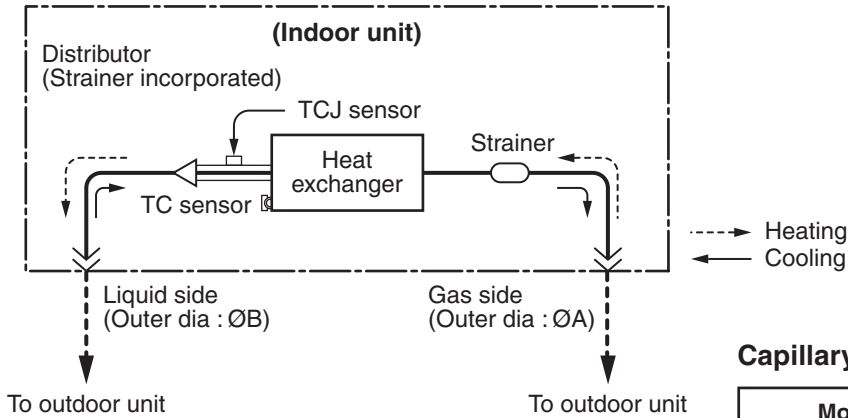 (Indoor unit)
Distributor
(Strainer incorporated)
TCJ sensor
Strainer
Heat
exchanger
TC sensor
Heating
Cooling
Liquid side
(Outer dia : ØB)
Gas side
(Outer dia : ØA)
Capillary
To outdoor unit
To outdoor unit
Mo